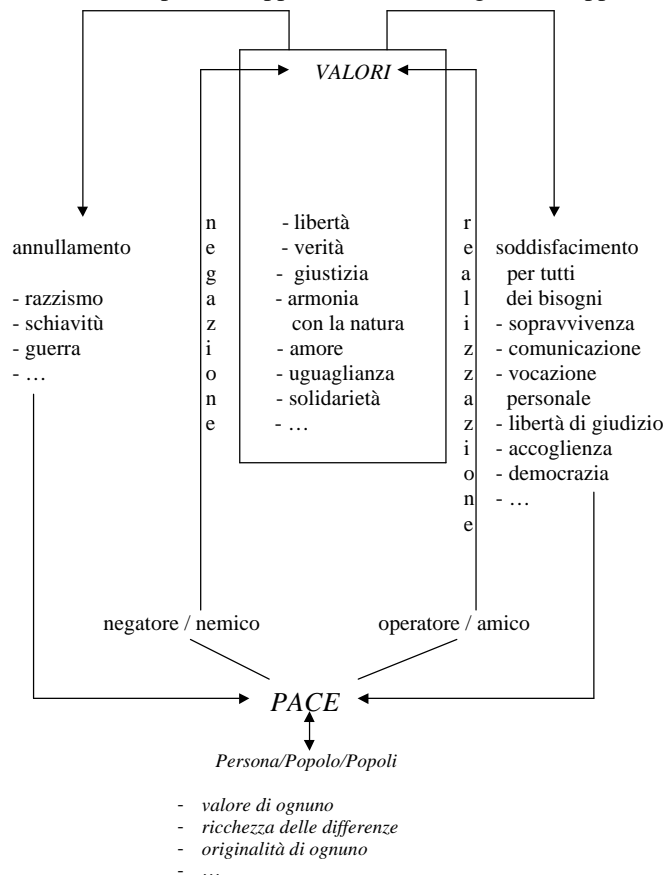 VALORI
annullamento
- razzismo
- schiavitù
- guerra
- …
negazione
- libertà
- verità
- giustizia
- armonia
con la natura
- amore
- uguaglianza
- solidarietà
- …
realizzazione
soddisfacimento
per tutti
dei bisogni
- sopravvivenza
- comunicazione
- vocazione
personale
- libertà di giudizio
- accoglienza
- democrazia
- …
negatore / nemico
operatore / amico
PACE
Persona/Popolo/Popoli
- valore di ognuno
- ricchezza delle differenze
- originalità di ognuno
- …